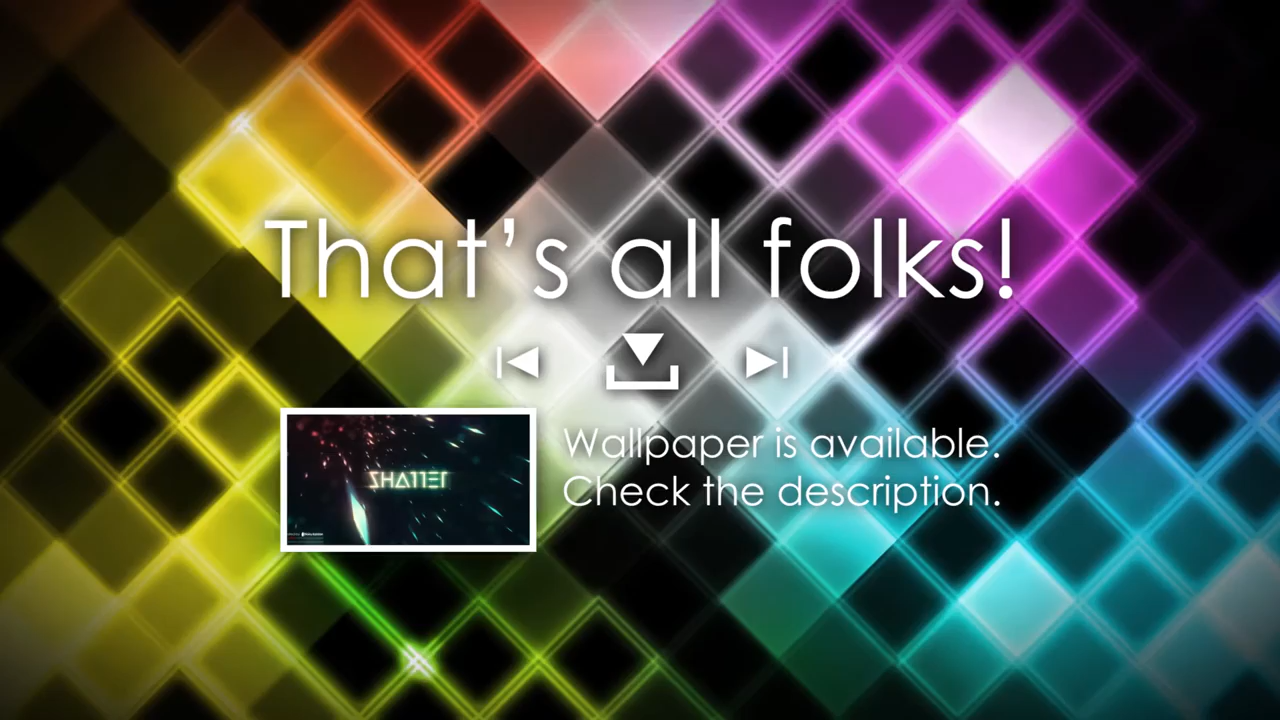 That’s all folks!
SHATTER
Wallpaper is available.
Check the description.